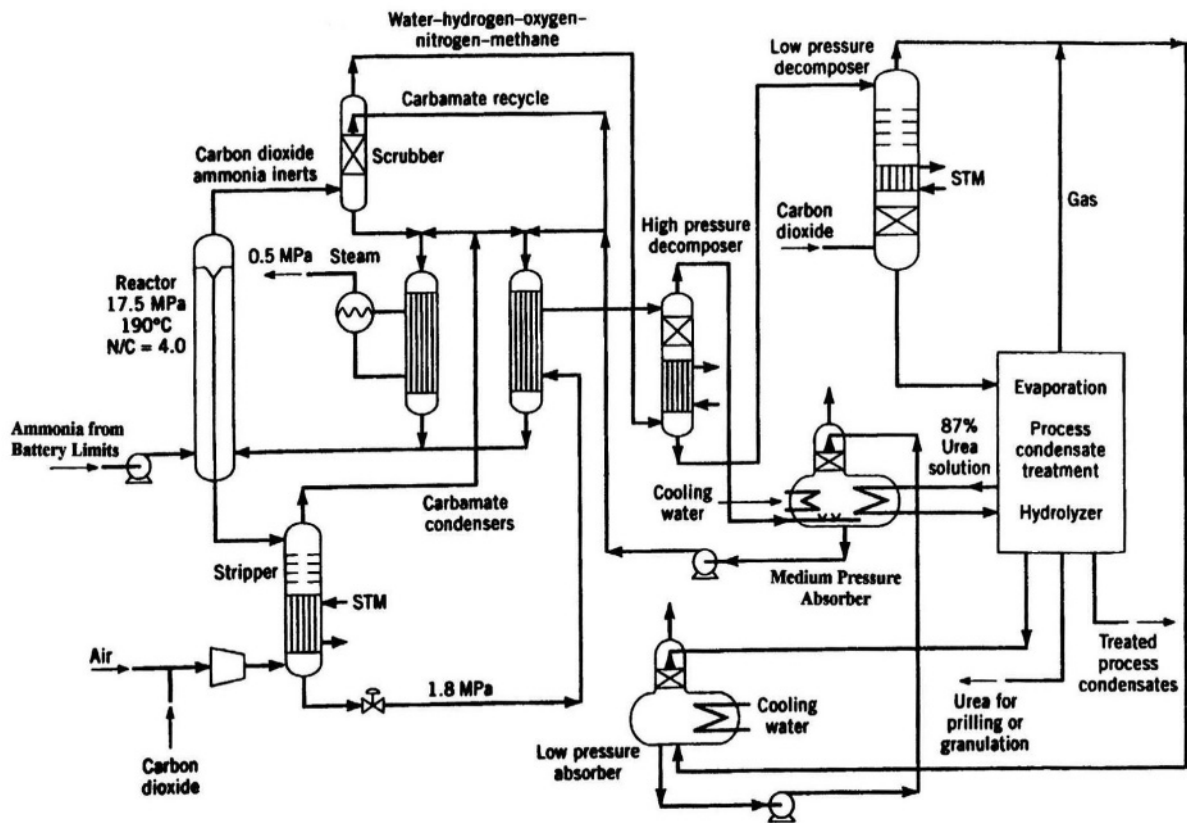 Water–hydrogen–oxygen–
nitrogen–methane
Low pressure
decomposer
Carbamate recycle
Scrubber
Carbon dioxide
ammonia inerts
STM
Gas
High pressure
decomposer
Carbon
dioxide
0.5 MPa
Steam
Reactor
17.5 MPa
190°C
N/C = 4.0
Evaporation
Process
condensate
treatment
Hydrolyzer
87%
Urea
solution
Ammonia from
Battery Limits
Cooling
water
Carbamate
condensers
Stripper
STM
Medium Pressure
Absorber
Air
1.8 MPa
Treated
process
condensates
Cooling
water
Urea for
prilling or
granulation
Low pressure
absorber
Carbon
dioxide